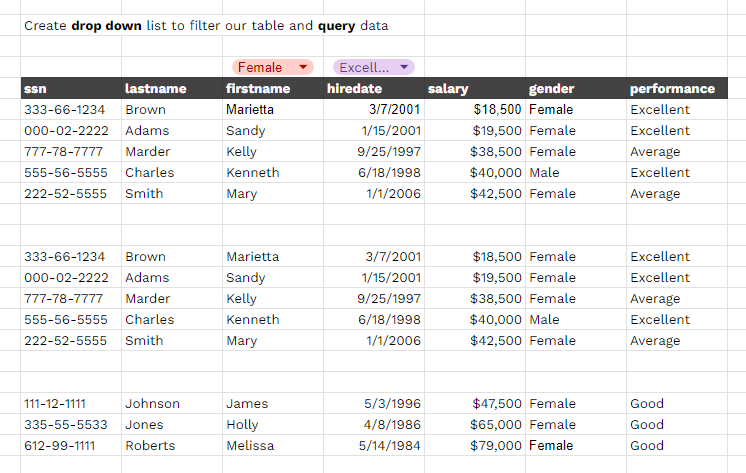 Create drop down list to filter our table and query data
Female Excell...
ssn lastname firstname hiredate salary gender performance
333-66-1234 Brown Marietta 3/7/2001 $18,500 Female Excellent
000-02-2222 Adams Sandy 1/15/2001 $19,500 Female Excellent
777-78-7777 Marder Kelly 9/25/1997 $38,500 Female Average
555-56-5555 Charles Kenneth 6/18/1998 $40,000 Male Excellent
222-52-5555 Smith Mary 1/1/2006 $42,500 Female Average
333-66-1234 Brown Marietta 3/7/2001 $18,500 Female Excellent
000-02-2222 Adams Sandy 1/15/2001 $19,500 Female Excellent
777-78-7777 Marder Kelly 9/25/1997 $38,500 Female Average
555-56-5555 Charles Kenneth 6/18/1998 $40,000 Male Excellent
222-52-5555 Smith Mary 1/1/2006 $42,500 Female Average
111-12-1111 Johnson James 5/3/1996 $47,500 Female Good
335-55-5533 Jones Holly 4/8/1986 $65,000 Female Good
612-99-1111 Roberts Melissa 5/14/1984 $79,000 Female Good